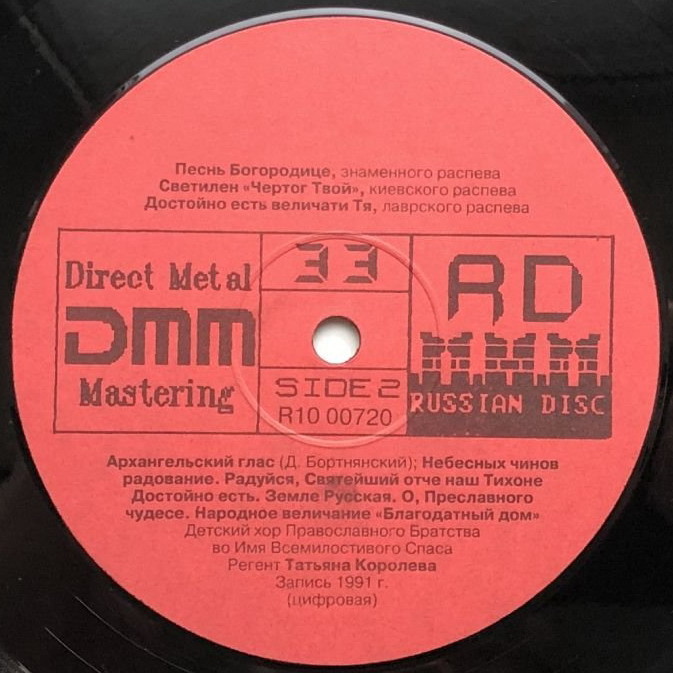 Песнь Богородице, знаменного распева
Светилен «Чертог Твой», киевского распева
Достойно есть величати Тя, лаврского распева
Direct Metal
DMM
Mastering
33
SIDE 2
R10 00720
RD
RUSSIAN DISC
Архангельский глас (Д. Бортнянский); Небесных чинов
радование. Радуйся, Святейший отче наш Тихоне
Достойно есть. Земле Русская. О, Преславного
чудесе. Народное величание «Благодатный дом»
Детский хор Православного Братства
во Имя Всемилостивого Спаса
Регент Татьяна Королева
Запись 1991 г.
(цифровая)